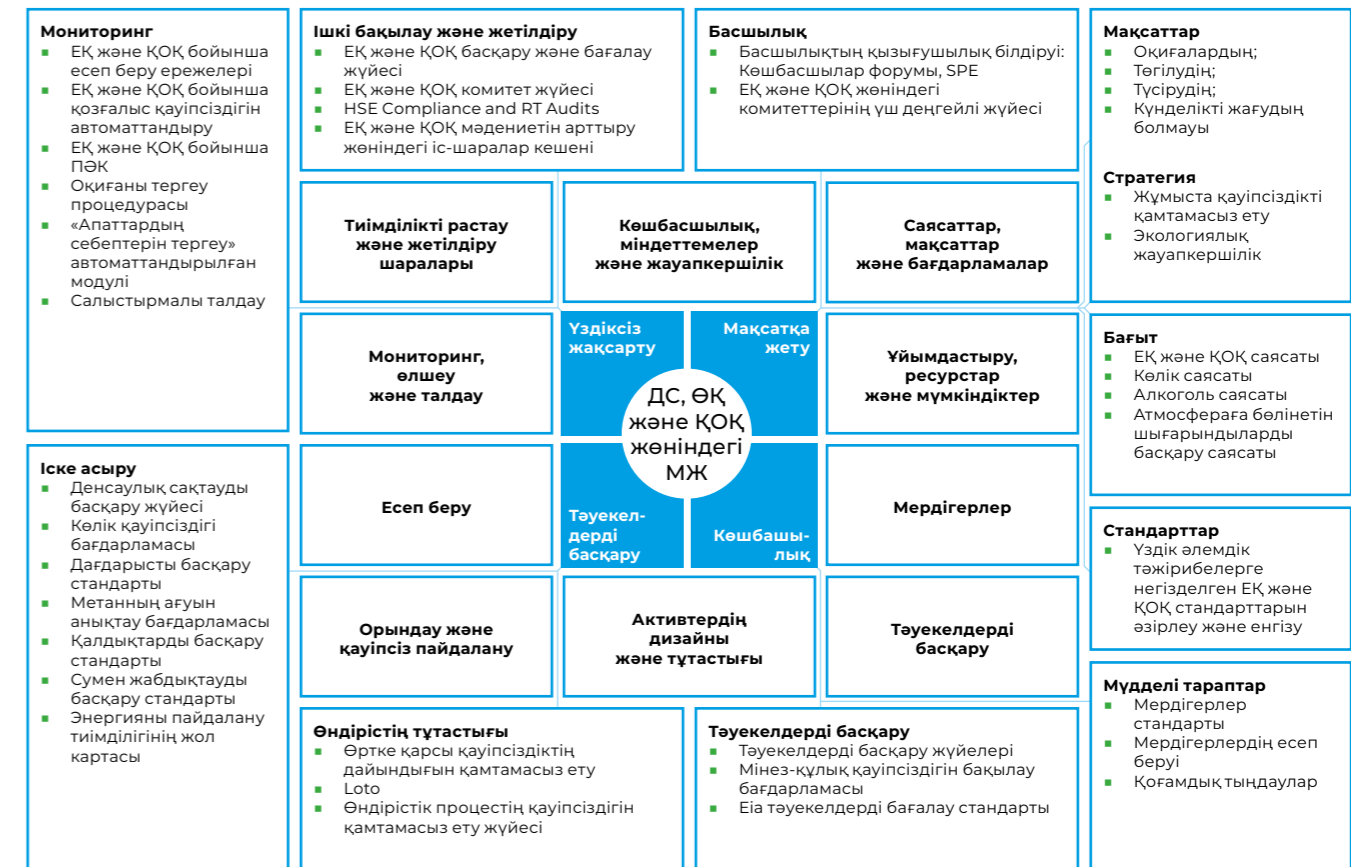 Мониторинг
ЕҚ және ҚОҚ бойынша
есеп беру ережелері
ЕҚ және ҚОҚ бойынша
қозғалыс қауіпсіздігін
автоматтандыру
ЕҚ және ҚОҚ бойынша
ПӘК
Оқиғаны тергеу
процедурасы
«Апаттардың
себептерін тергеу»
автоматтандырылған
модулі
Салыстырмалы талдау
Ішкі бақылау және жетілдіру
ЕҚ және ҚОҚ басқару және бағалау
жүйесі
ЕҚ және ҚОҚ комитет жүйесі
HSE Compliance and RT Audits
ЕҚ және ҚОҚ мәдениетін арттыру
жөніндегі іс-шаралар кешені
Басшылық
Басшылықтың қызығушылық білдіруі:
Көшбасшылар форумы, SPE
ЕҚ және ҚОҚ жөніндегі
комитеттерінің үш деңгейлі жүйесі
Мақсаттар
Оқиғалардың;
Төгілудің;
Түсірудің;
Күнделікті жағудың
болмауы
Стратегия
Жұмыста қауіпсіздікті
қамтамасыз ету
Экологиялық
жауапкершілік
Тиімділікті растау
және жетілдіру
шаралары
Көшбасшылық,
міндеттемелер
және жауапкершілік
Саясаттар,
мақсаттар
және бағдарламалар
Мониторинг,
өлшеу
және талдау
Үздіксіз
жақсарту
Мақсатқа
жету
Ұйымдастыру,
ресурстар
және мүмкіндіктер
ДС, ӨҚ
және ҚОҚ
жөніндегі
МЖ
Бағыт
ЕҚ және ҚОҚ саясаты
Көлік саясаты
Алкоголь саясаты
Атмосфераға бөлінетін
шығарындыларды
басқару саясаты
Іске асыру
Денсаулық сақтауды
басқару жүйесі
Көлік қауіпсіздігі
бағдарламасы
Дағдарысты басқару
стандарты
Метанның ағуын
анықтау бағдарламасы
Қалдықтарды басқару
стандарты
Сумен жабдықтауды
басқару стандарты
Энергияны пайдалану
тиімділігінің жол
картасы
Есеп беру
Тәуекел-
дерді
басқару
Көшбашы-
лық
Мердігерлер
Стандарттар
Үздік әлемдік
тәжірибелерге
негізделген ЕҚ және
ҚОҚ стандарттарын
әзірлеу және енгізу
Орындау және
қауіпсіз пайдалану
Активтердің
дизайны
және тұтастығы
Тәуекелдерді
басқару
Мүдделі тараптар
Мердігерлер
стандарты
Мердігерлердің есеп
беруі
Қоғамдық тыңдаулар
Өндірістің тұтастығы
Өртке қарсы қауіпсіздіктің
дайындығын қамтамасыз ету
Loto
Өндірістік процестің қауіпсіздігін
қамтамасыз ету жүйесі
Тәуекелдерді басқару
Тәуекелдерді басқару жүйелері
Мінез-құлық қауіпсіздігін бақылау
бағдарламасы
Eia тәуекелдерді бағалау стандарты